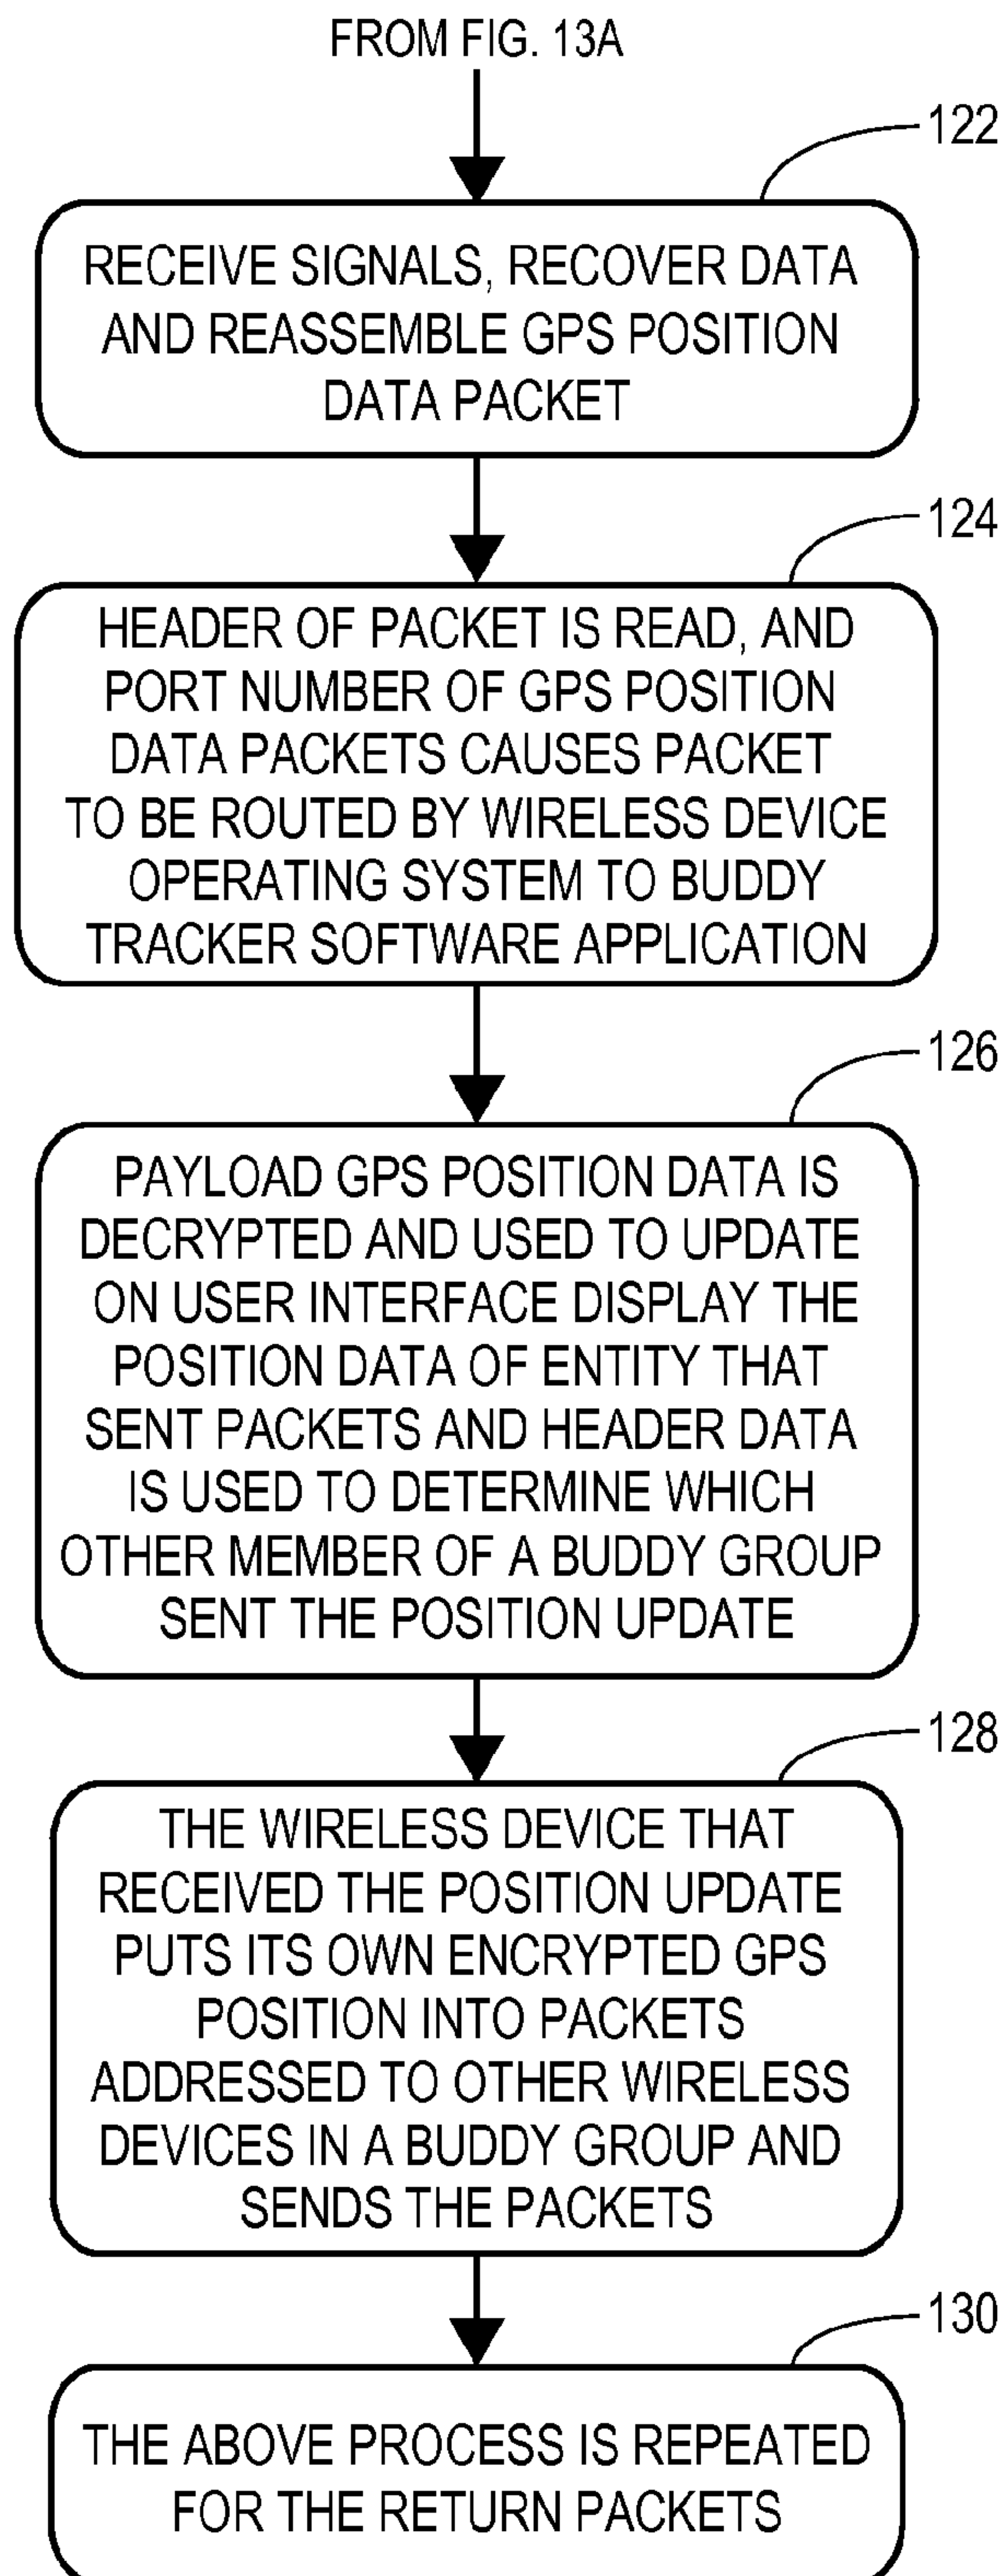 FROM FIG. 13A
122
RECEIVE SIGNALS, RECOVER DATA
AND REASSEMBLE GPS POSITION
DATA PACKET
124
HEADER OF PACKET IS READ, AND
PORT NUMBER OF GPS POSITION
DATA PACKETS CAUSES PACKET
TO BE ROUTED BY WIRELESS DEVICE
OPERATING SYSTEM TO BUDDY
TRACKER SOFTWARE APPLICATION
126
PAYLOAD GPS POSITION DATA IS
DECRYPTED AND USED TO UPDATE
ON USER INTERFACE DISPLAY THE
POSITION DATA OF ENTITY THAT
SENT PACKETS AND HEADER DATA
IS USED TO DETERMINE WHICH
OTHER MEMBER OF A BUDDY GROUP
SENT THE POSITION UPDATE
128
THE WIRELESS DEVICE THAT
RECEIVED THE POSITION UPDATE
PUTS ITS OWN ENCRYPTED GPS
POSITION INTO PACKETS
ADDRESSED TO OTHER WIRELESS
DEVICES IN A BUDDY GROUP AND
SENDS THE PACKETS
130
THE ABOVE PROCESS IS REPEATED
FOR THE RETURN PACKETS